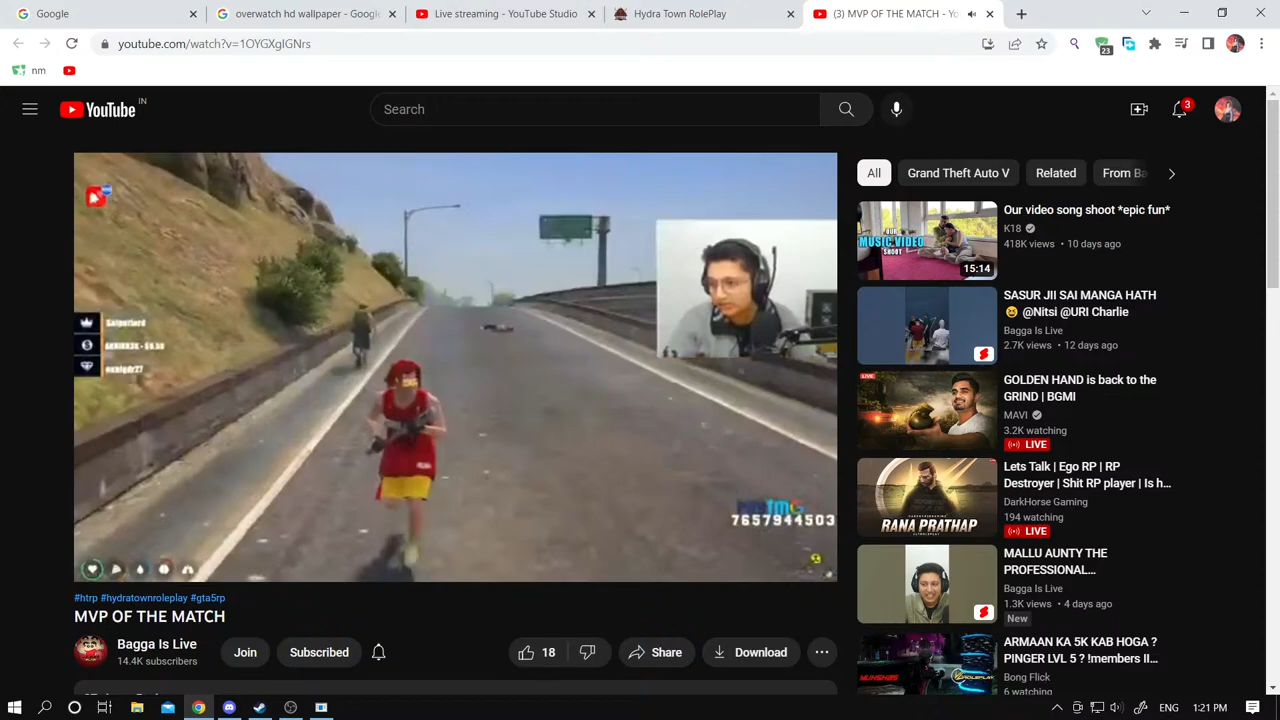 Google
overwatch hd wallpaper - Google
Live streaming - YouTube Studio
Hydra Town RolePlay
(3) MVP OF THE MATCH - Yo
youtube.com/watch?v=1OYGXgIGNrs
23
nm
YouTube IN
Search
3
All
Grand Theft Auto V
Related
From Ba
7657944503
#htrp #hydratownroleplay #gta5rp
MVP OF THE MATCH
Bagga Is Live
14.4K subscribers
Join
Subscribed
18
Share
Download
OUR
MUSIC VIDEO
SHOOT
15:14
Our video song shoot *epic fun*
K18
418K views • 10 days ago
SASUR JII SAI MANGA HATH
😆 @Nitsi @URI Charlie
Bagga Is Live
2.7K views • 12 days ago
LIVE
GOLDEN HAND is back to the
GRIND | BGMI
MAVI
3.2K watching
LIVE
RANA PRATHAP
Lets Talk | Ego RP | RP
Destroyer | Shit RP player | Is h...
DarkHorse Gaming
194 watching
LIVE
MALLU AUNTY THE
PROFESSIONAL...
Bagga Is Live
1.3K views • 4 days ago
New
ARMAAN KA 5K KAB HOGA ?
PINGER LVL 5 ? !members II...
Bong Flick
6 watching
ENG
1:21 PM